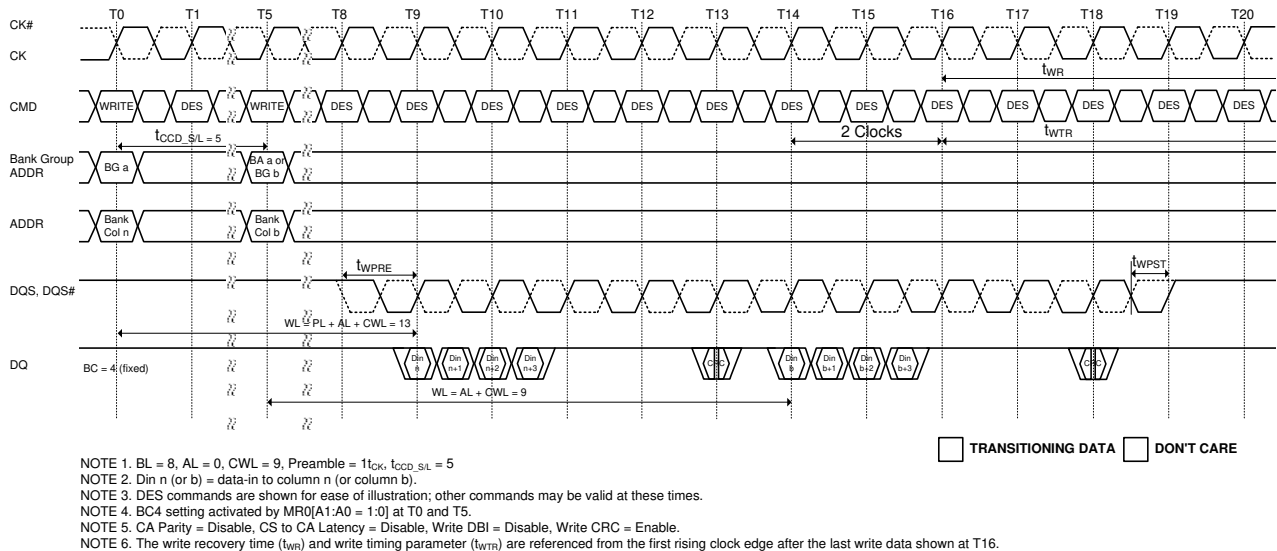 T0 T1 T5 T8 T9 T10 T11 T12 T13 T14 T15 T16 T17 T18 T19 T20
CK#
CK
tWR
CMD WRITE DES WRITE DES DES DES DES DES DES DES DES DES DES DES DES DES
tCCD_S/L = 5
2 Clocks
tWTR
Bank Group
ADDR
BG a
BA a or
BG b
ADDR
Bank
Col n
Bank
Col b
tWPRE
tWPST
DQS, DQS#
WL = PL + AL + CWL = 13
DQ
BC = 4 (fixed)
Din
n
Din
n+1
Din
n+2
Din
n+3
CRC
Din
b
Din
b+1
Din
b+2
Din
b+3
CRC
WL = AL + CWL = 9
TRANSITIONING DATA DON'T CARE
NOTE 1. BL = 8, AL = 0, CWL = 9, Preamble = 1tCK, tCCD_S/L = 5
NOTE 2. Din n (or b) = data-in to column n (or column b).
NOTE 3. DES commands are shown for ease of illustration; other commands may be valid at these times.
NOTE 4. BC4 setting activated by MR0[A1:A0 = 1:0] at T0 and T5.
NOTE 5. CA Parity = Disable, CS to CA Latency = Disable, Write DBI = Disable, Write CRC = Enable.
NOTE 6. The write recovery time (tWR) and write timing parameter (tWTR) are referenced from the first rising clock edge after the last write data shown at T16.